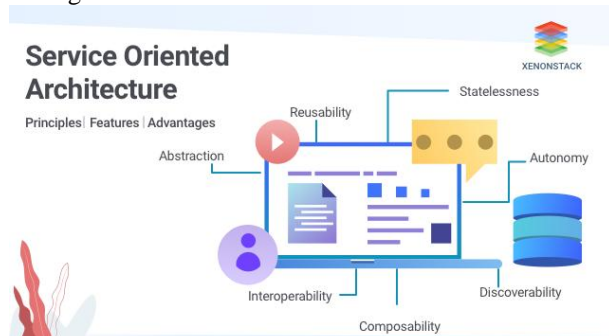 Service Oriented
Architecture
XENONSTACK
Principles| Features | Advantages
Statelessness
Reusability
Abstraction
Autonomy
Interoperability
Discoverability
Composability